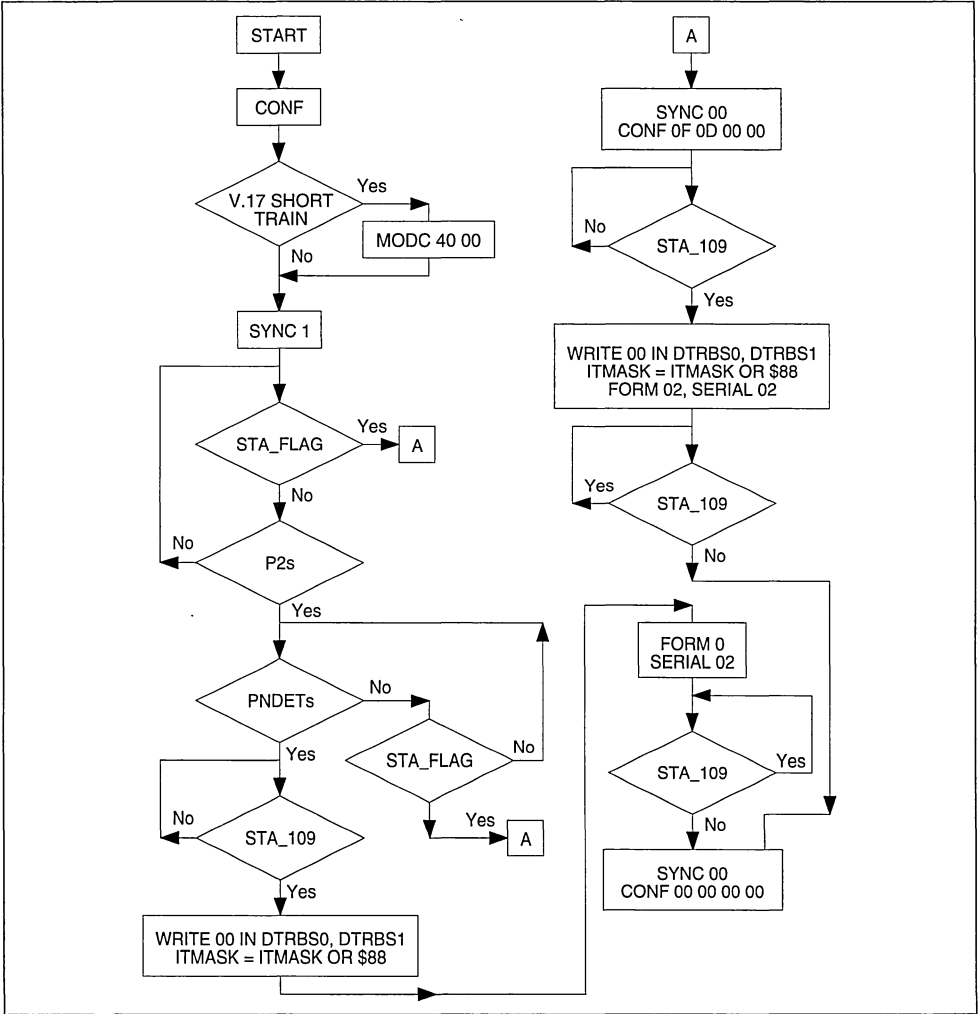 START
CONF
V.17 SHORT
TRAIN
Yes
MODC 40 00
No
SYNC 1
STA_FLAG
Yes
A
No
P2s
No
Yes
PNDETs
No
STA_FLAG
No
Yes
A
Yes
STA_109
No
Yes
WRITE 00 IN DTRBS0, DTRBS1
ITMASK = ITMASK OR $88
A
SYNC 00
CONF 0F 0D 00 00
No
STA_109
Yes
WRITE 00 IN DTRBS0, DTRBS1
ITMASK = ITMASK OR $88
FORM 02, SERIAL 02
Yes
STA_109
No
FORM 0
SERIAL 02
STA_109
Yes
No
SYNC 00
CONF 00 00 00 00